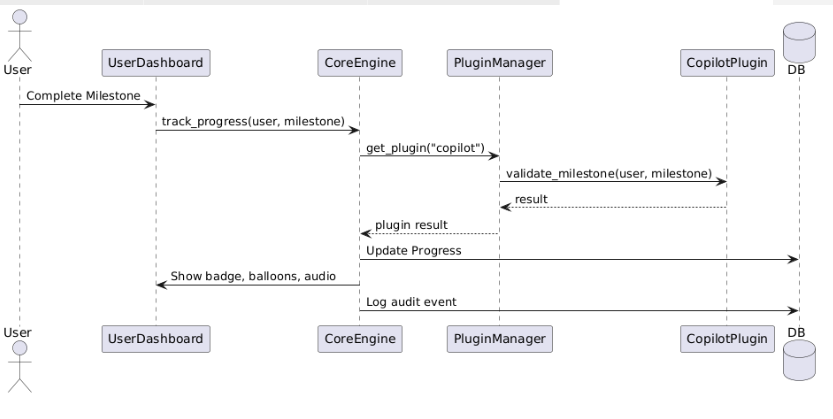 User
UserDashboard
CoreEngine
PluginManager
CopilotPlugin
DB
Complete Milestone
track_progress(user, milestone)
get_plugin("copilot")
validate_milestone(user, milestone)
result
plugin result
Update Progress
Show badge, balloons, audio
Log audit event
User
UserDashboard
CoreEngine
PluginManager
CopilotPlugin
DB